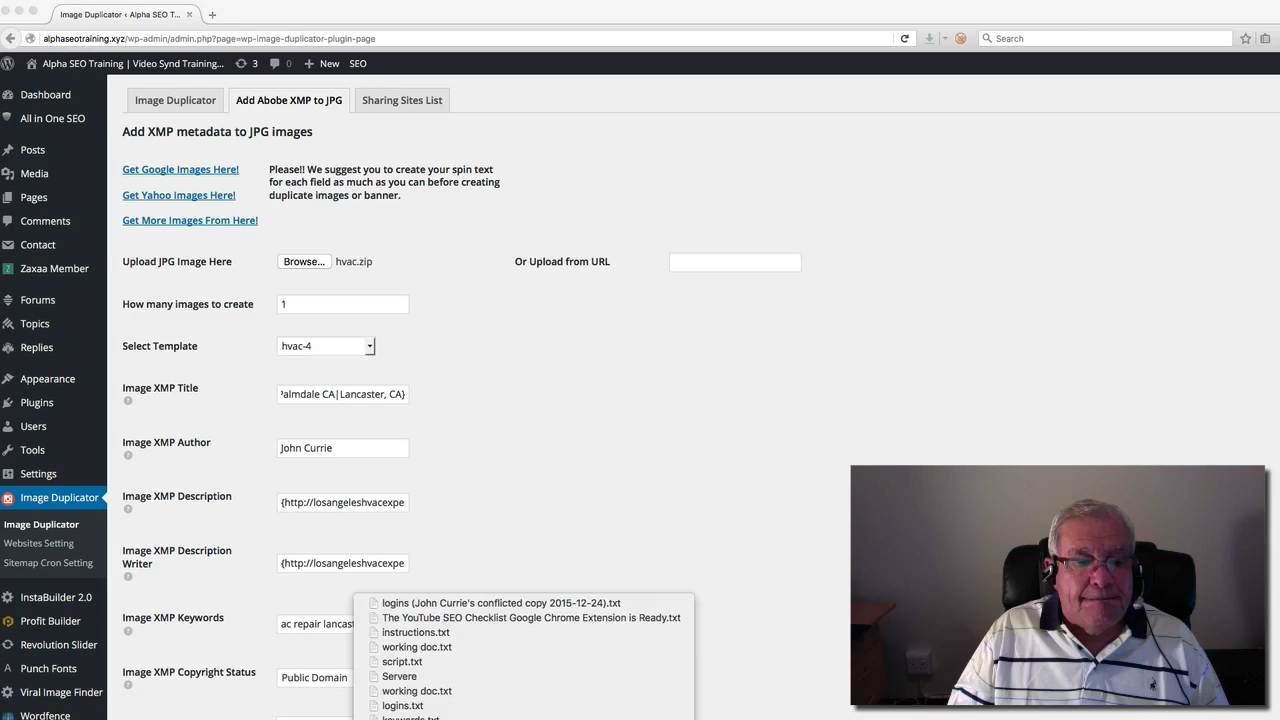 Image Duplicator ‹ Alpha SEO T...
alphaseotraining.xyz/wp-admin/admin.php?page=wp-image-duplicator-plugin-page
Search
Alpha SEO Training | Video Synd Training...
3
0
New
SEO
Dashboard
All in One SEO
Posts
Media
Pages
Comments
Contact
Zaxaa Member
Forums
Topics
Replies
Appearance
Plugins
Users
Tools
Settings
Image Duplicator
Image Duplicator
Websites Setting
Sitemap Cron Setting
InstaBuilder 2.0
Profit Builder
Revolution Slider
Punch Fonts
Viral Image Finder
Wordfence
Image Duplicator
Add Abobe XMP to JPG
Sharing Sites List
Add XMP metadata to JPG images
Get Google Images Here!
Get Yahoo Images Here!
Get More Images From Here!
Please!! We suggest you to create your spin text
for each field as much as you can before creating
duplicate images or banner.
Upload JPG Image Here
Browse...
hvac.zip
Or Upload from URL
How many images to create
1
Select Template
hvac-4
Image XMP Title
Palmdale CA|Lancaster, CA}
Image XMP Author
John Currie
Image XMP Description
{http://losangeleshvacexpe
Image XMP Description
Writer
{http://losangeleshvacexpe
Image XMP Keywords
ac repair lancast
Image XMP Copyright Status
Public Domain
logins (John Currie's conflicted copy 2015-12-24).txt
The YouTube SEO Checklist Google Chrome Extension is Ready.txt
instructions.txt
working doc.txt
script.txt
Servere
working doc.txt
logins.txt
keywords.txt